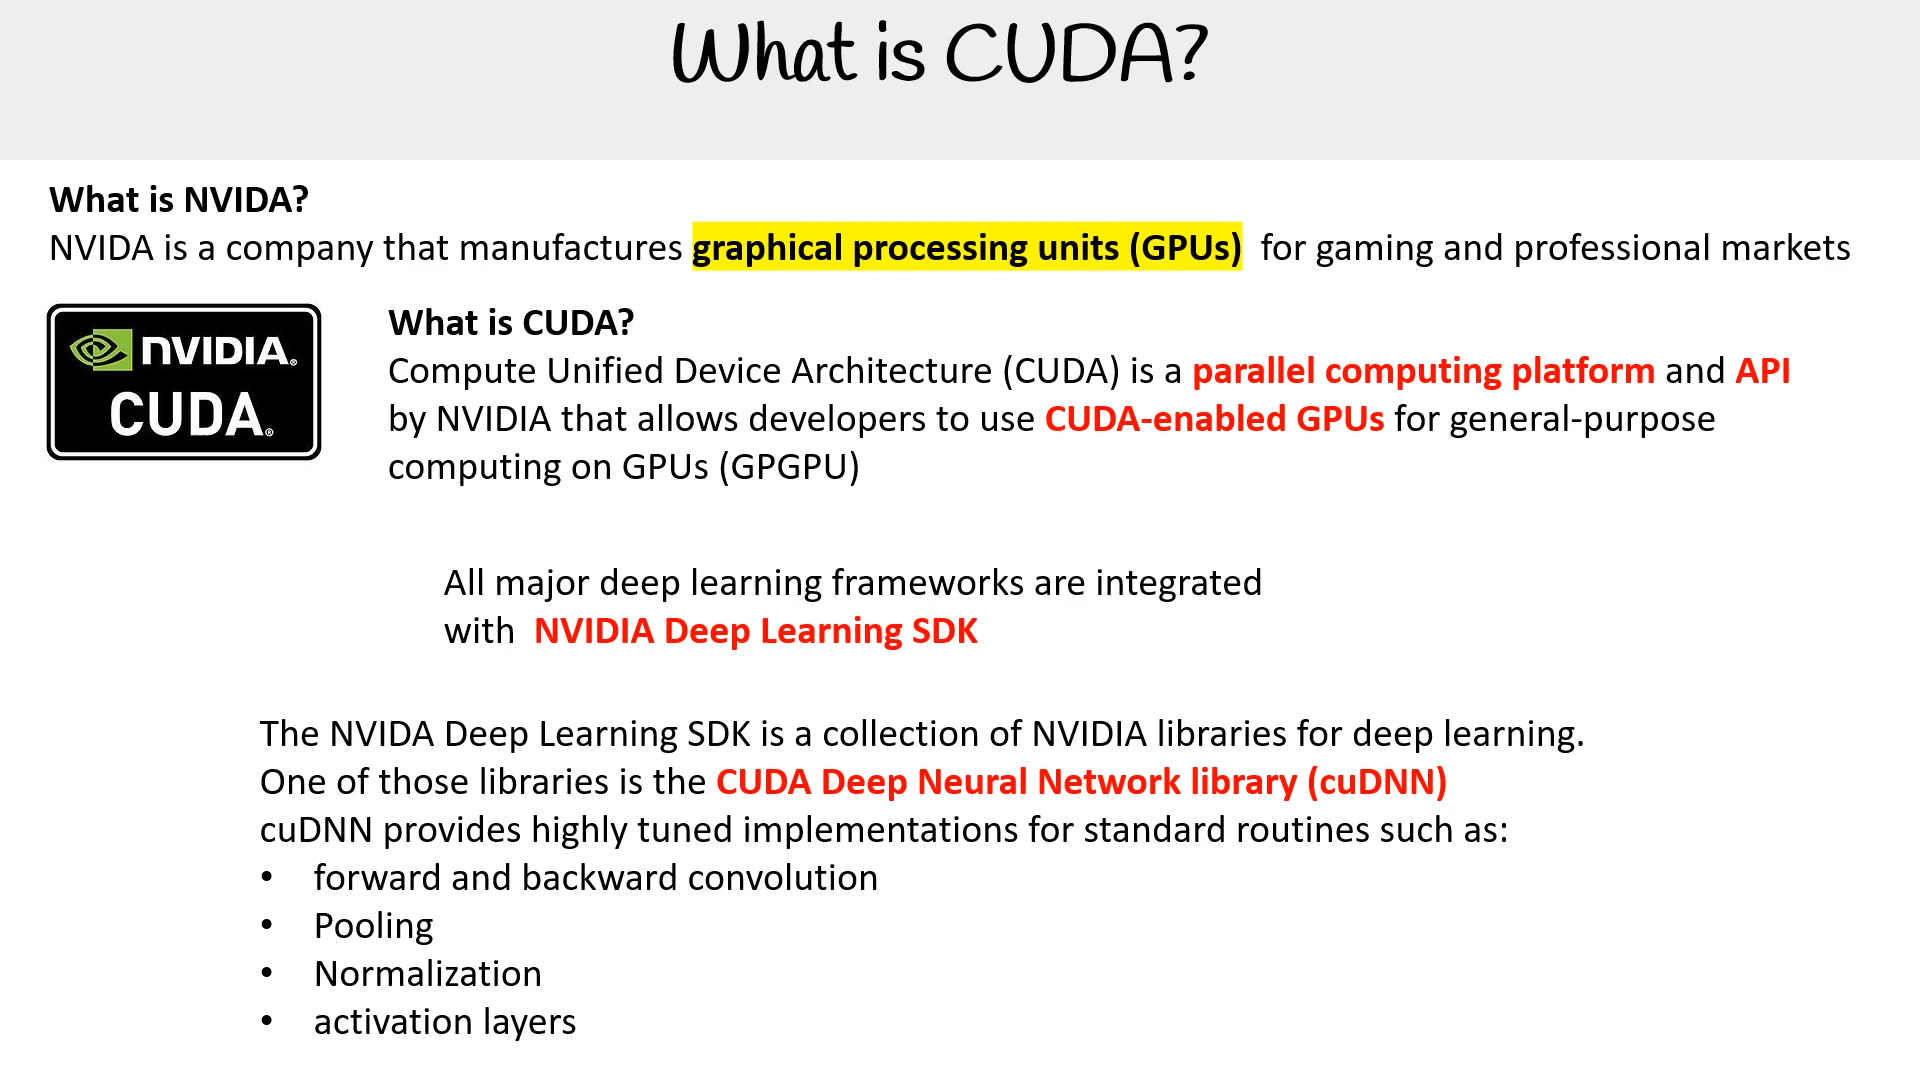 What is CUDA?
What is NVIDA?
NVIDA is a company that manufactures graphical processing units (GPUs) for gaming and professional markets
NVIDIA®
CUDA®
What is CUDA?
Compute Unified Device Architecture (CUDA) is a parallel computing platform and API
by NVIDIA that allows developers to use CUDA-enabled GPUs for general-purpose
computing on GPUs (GPGPU)
All major deep learning frameworks are integrated
with NVIDIA Deep Learning SDK
The NVIDA Deep Learning SDK is a collection of NVIDIA libraries for deep learning.
One of those libraries is the CUDA Deep Neural Network library (cuDNN)
cuDNN provides highly tuned implementations for standard routines such as:
• forward and backward convolution
• Pooling
• Normalization
• activation layers